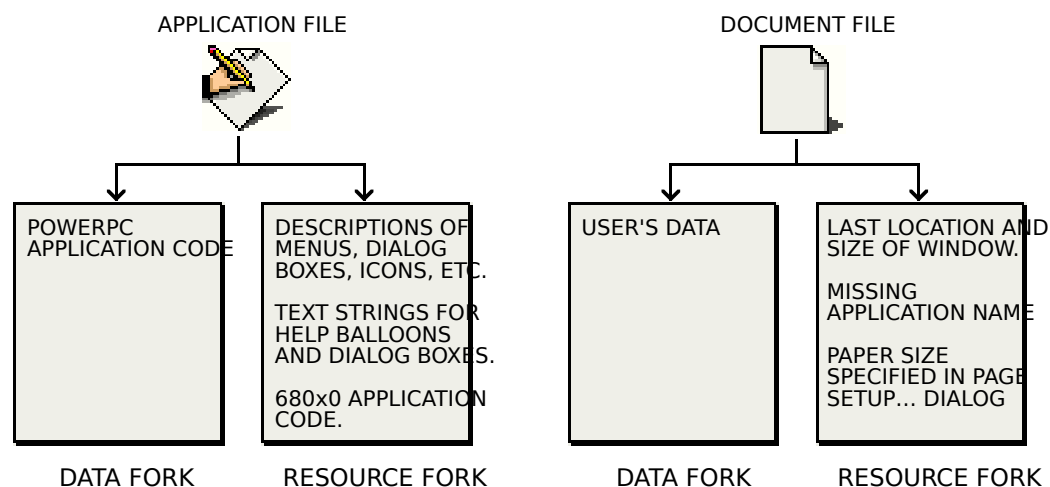 APPLICATION FILE
DOCUMENT FILE
POWERPC
APPLICATION CODE
DESCRIPTIONS OF
MENUS, DIALOG
BOXES, ICONS, ETC.
TEXT STRINGS FOR
HELP BALLOONS
AND DIALOG BOXES.
680x0 APPLICATION
CODE.
USER'S DATA
LAST LOCATION AND
SIZE OF WINDOW.
MISSING
APPLICATION NAME
PAPER SIZE
SPECIFIED IN PAGE
SETUP... DIALOG
DATA FORK
RESOURCE FORK
DATA FORK
RESOURCE FORK